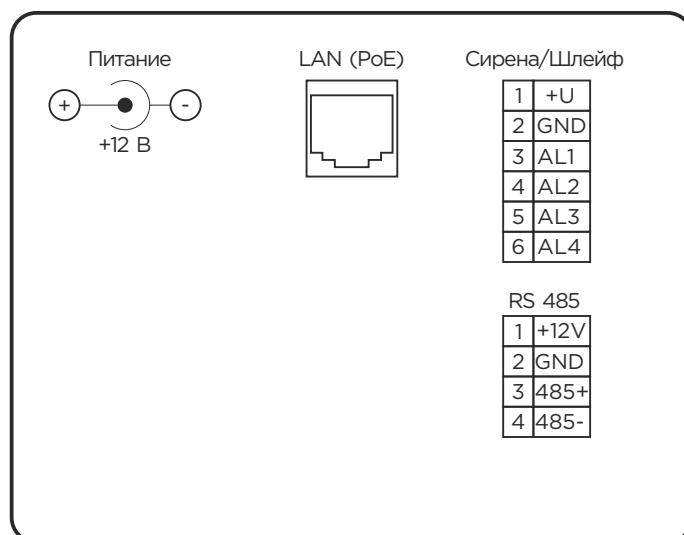 Питание
+ -
+12 В
LAN (PoE)
Сирена/Шлейф
1 +U
2 GND
3 AL1
4 AL2
5 AL3
6 AL4
RS 485
1 +12V
2 GND
3 485+
4 485-